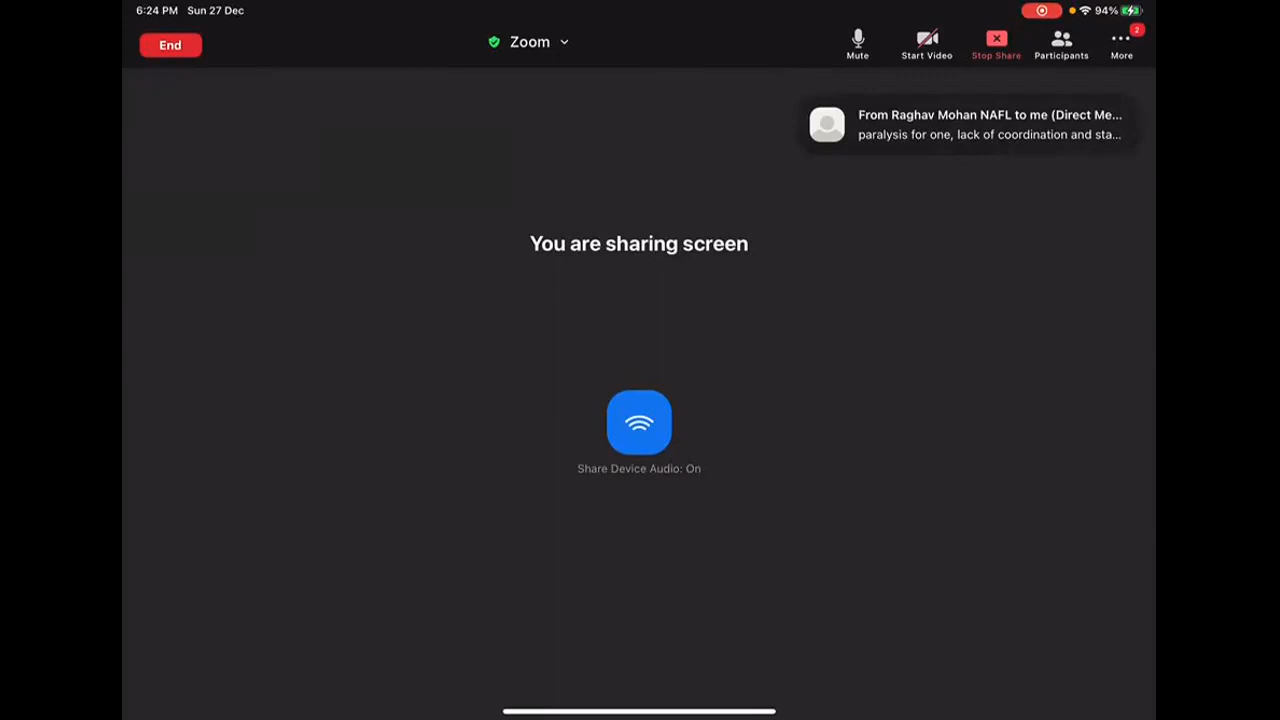 6:24 PM Sun 27 Dec
94%
End
Zoom
Mute
Start Video
Stop Share
Participants
More
2
From Raghav Mohan NAFL to me (Direct Me...
paralysis for one, lack of coordination and sta...
You are sharing screen
Share Device Audio: On